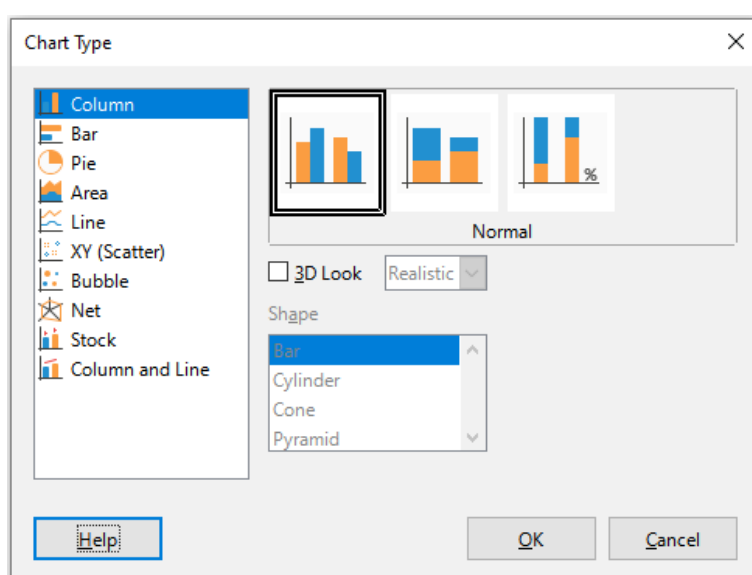 Chart Type
Column
Bar
Pie
Area
Line
XY (Scatter)
Bubble
Net
Stock
Column and Line
%
Normal
3D Look
Realistic
Shape
Bar
Cylinder
Cone
Pyramid
Help
OK
Cancel